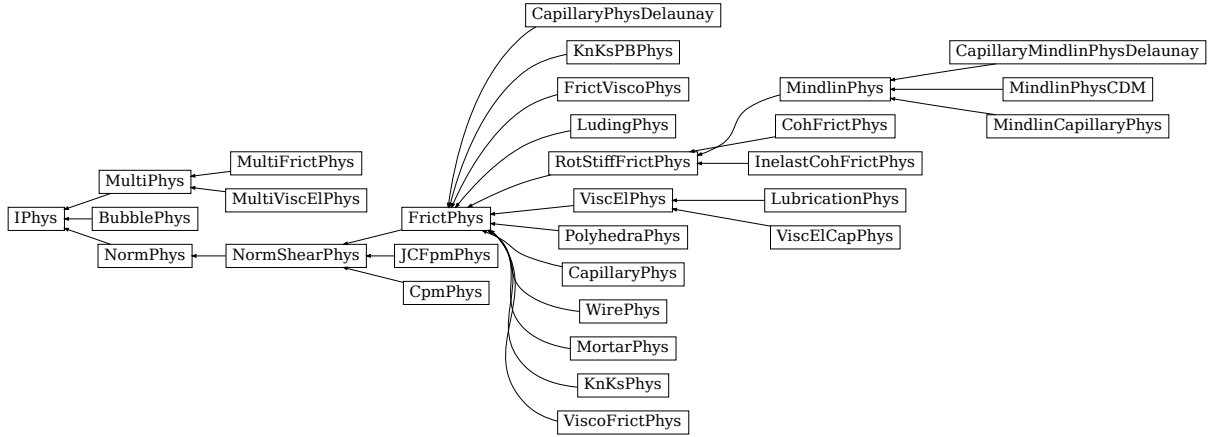 CapillaryPhysDelaunay
KnKsPBPhys
CapillaryMindlinPhysDelaunay
FrictViscoPhys
MindlinPhys
MindlinPhysCDM
LudingPhys
CohFrictPhys
MindlinCapillaryPhys
MultiFrictPhys
RotStiffFrictPhys
InelastCohFrictPhys
MultiPhys
MultiViscElPhys
ViscElPhys
LubricationPhys
IPhys
BubblePhys
FrictPhys
PolyhedraPhys
ViscElCapPhys
NormPhys
NormShearPhys
JCFpmPhys
CapillaryPhys
CpmPhys
WirePhys
MortarPhys
KnKsPhys
ViscoFrictPhys